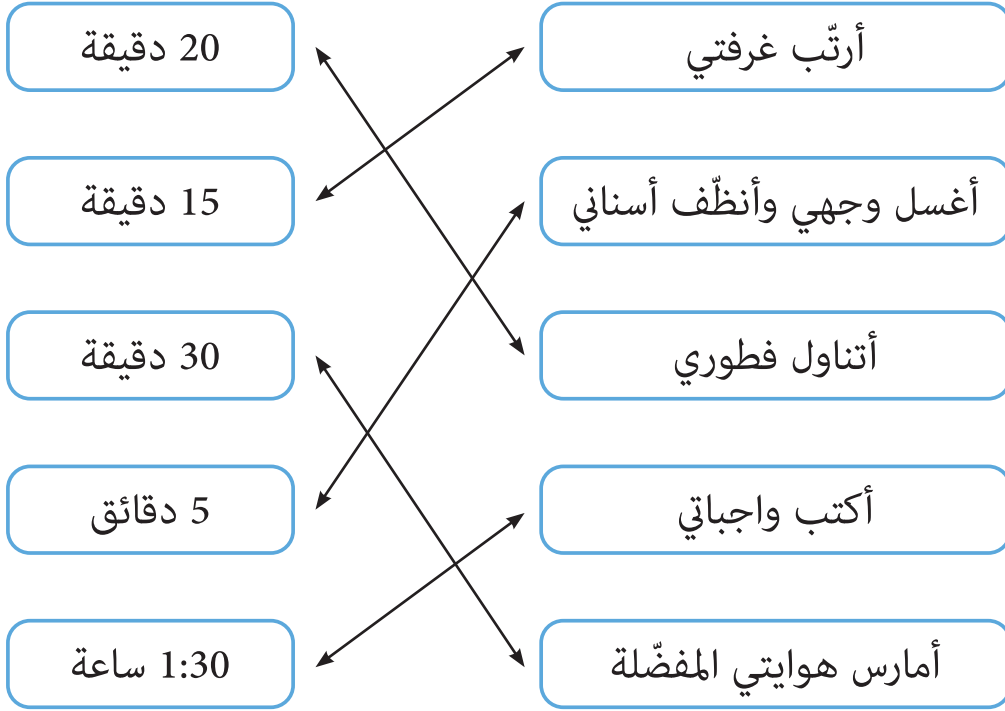 أرتّب غرفتي
20 دقيقة
أغسل وجهي وأنظّف أسناني
15 دقيقة
أتناول فطوري
30 دقيقة
أكتب واجباتي
5 دقائق
أمارس هوايتي المفضّلة
1:30 ساعة